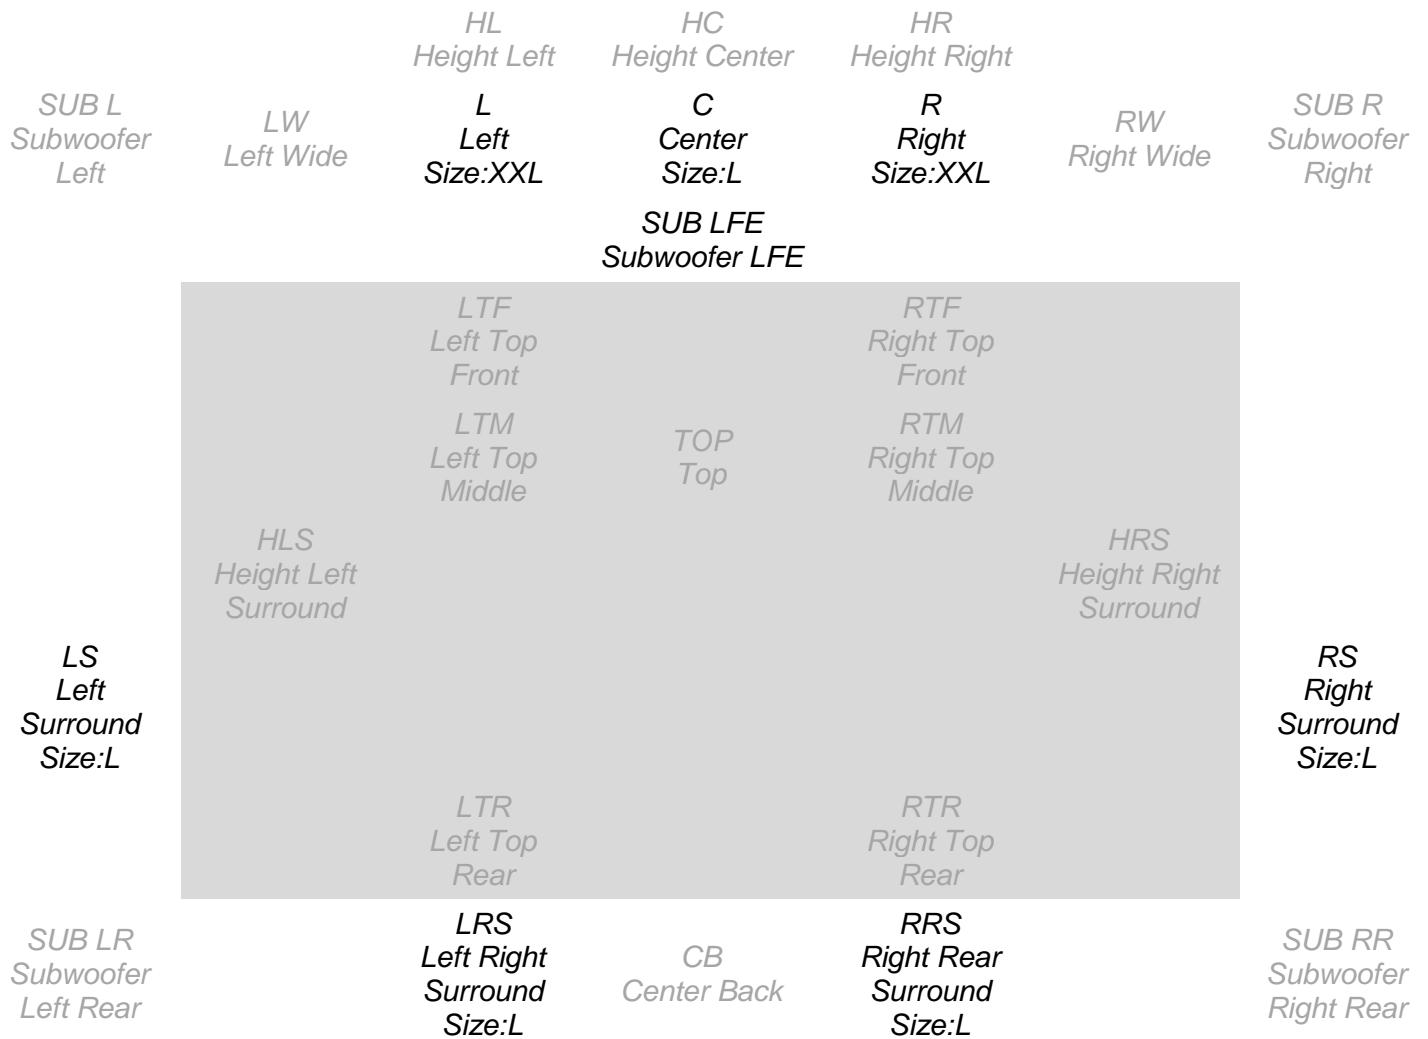 HL
Height Left
HC
Height Center
HR
Height Right
SUB L
Subwoofer
Left
LW
Left Wide
L
Left
Size:XXL
C
Center
Size:L
R
Right
Size:XXL
RW
Right Wide
SUB R
Subwoofer
Right
SUB LFE
Subwoofer LFE
LTF
Left Top
Front
RTF
Right Top
Front
LTM
Left Top
Middle
TOP
Top
RTM
Right Top
Middle
HLS
Height Left
Surround
HRS
Height Right
Surround
LS
Left
Surround
Size:L
RS
Right
Surround
Size:L
LTR
Left Top
Rear
RTR
Right Top
Rear
SUB LR
Subwoofer
Left Rear
LRS
Left Right
Surround
Size:L
CB
Center Back
RRS
Right Rear
Surround
Size:L
SUB RR
Subwoofer
Right Rear